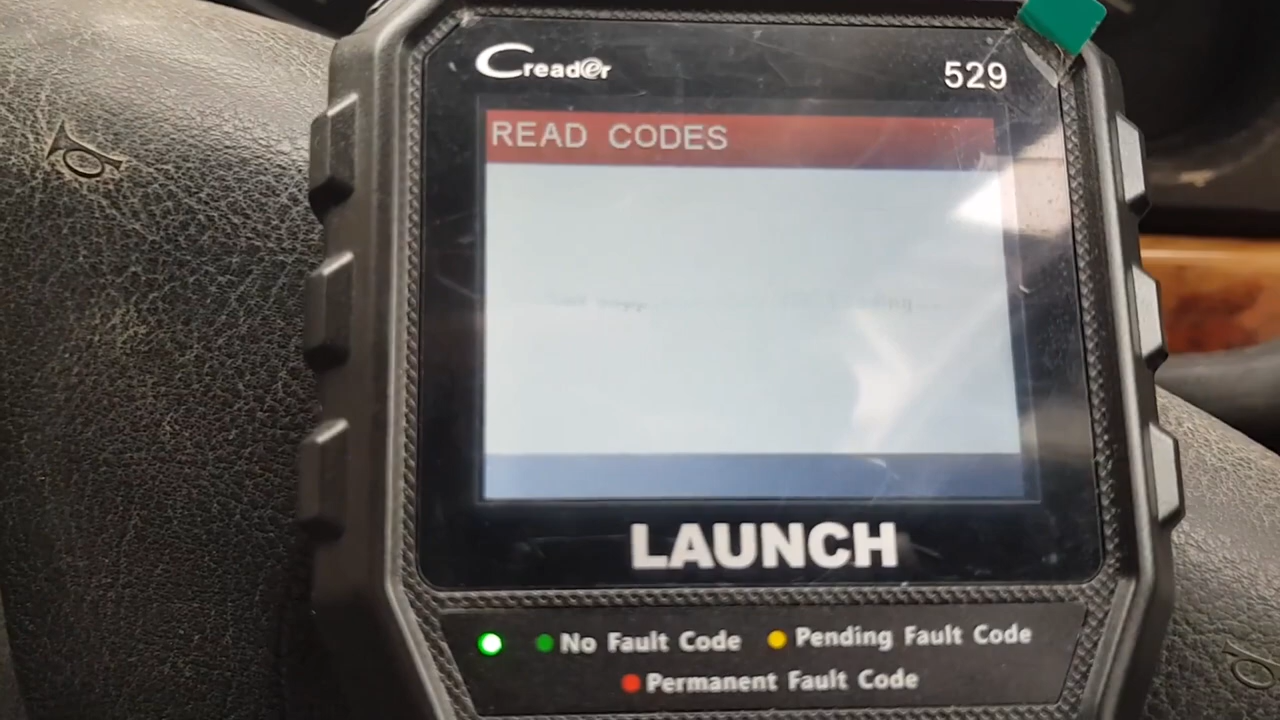 Creader
529
READ CODES
LAUNCH
No Fault Code Pending Fault Code
Permanent Fault Code